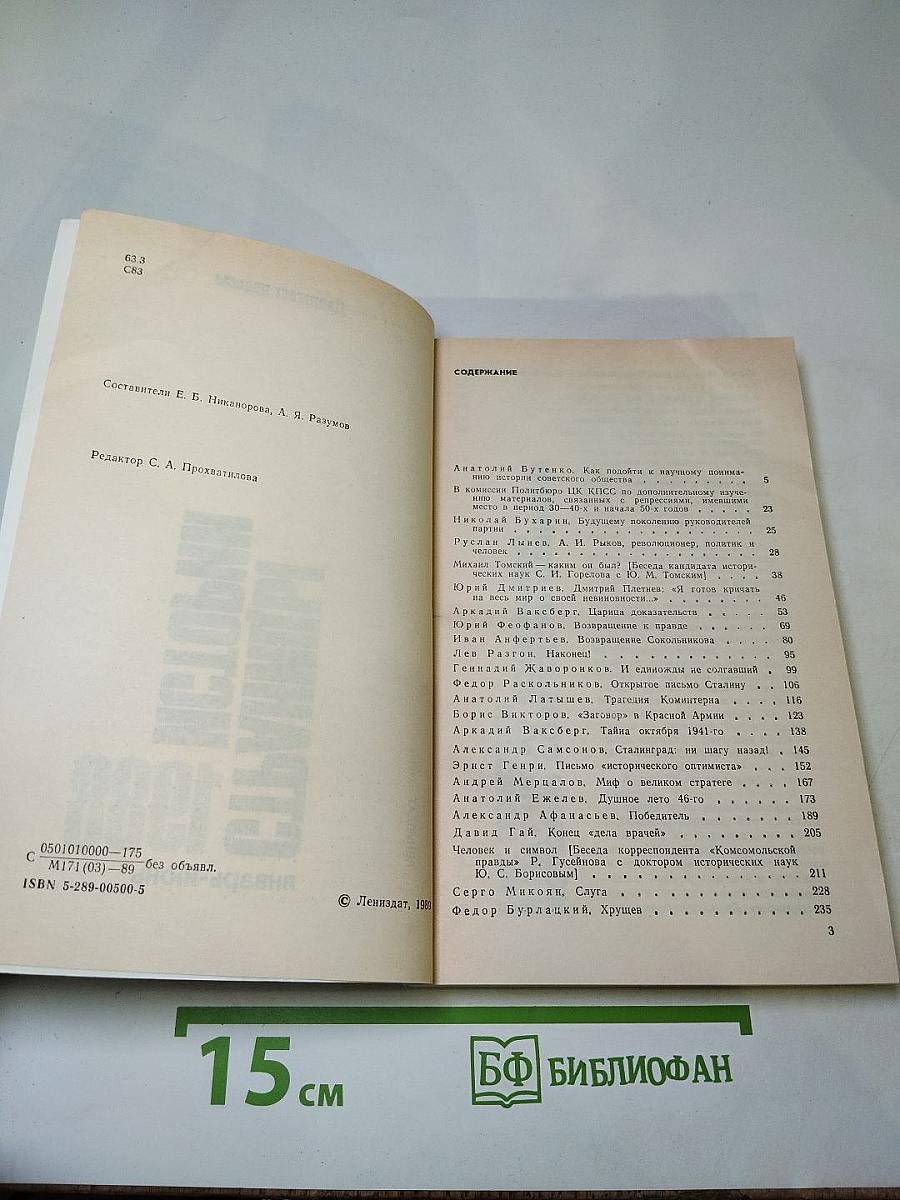 63.3
С83
Составители Е. Б. Никанорова, А. Я. Разумов
Редактор С. А. Прохватилова
С 0501010000—175
М171(03)—89 без объявл.
ISBN 5-289-00500-5
© Лениздат, 1989
СОДЕРЖАНИЕ
Анатолий Бутенко. Как подойти к научному понима-
нию истории советского общества . . . . . . . . . 5
В комиссии Политбюро ЦК КПСС по дополнительному изуче-
нию материалов, связанных с репрессиями, имевшими
место в период 30—40-х и начала 50-х годов . . . . . 23
Николай Бухарин. Будущему поколению руководителей
партии . . . . . . . . . . . . . . . . . . . 25
Руслан Лынев. А. И. Рыков, революционер, политик и
человек . . . . . . . . . . . . . . . . . . 28
Михаил Томский — каким он был? [Беседа кандидата истори-
ческих наук С. И. Горелова с Ю. М. Томским] . . . . 38
Юрий Дмитриев. Дмитрий Плетнев: «Я готов кричать
на весь мир о своей невиновности...» . . . . . . . 46
Аркадий Ваксберг. Царица доказательств . . . . . 53
Юрий Феофанов. Возвращение к правде . . . . . . 69
Иван Анфертьев. Возвращение Сокольникова . . . . 80
Лев Разгон. Наконец! . . . . . . . . . . . . . 95
Геннадий Жаворонков. И единожды не солгавший . 99
Федор Раскольников. Открытое письмо Сталину . . 106
Анатолий Латышев. Трагедия Коминтерна . . . . 116
Борис Викторов. «Заговор» в Красной Армии . . . . 123
Аркадий Ваксберг. Тайна октября 1941-го . . . . 138
Александр Самсонов. Сталинград: ни шагу назад! . 145
Эрнст Генри. Письмо «исторического оптимиста» . . . 152
Андрей Мерцалов. Миф о великом стратеге . . . . 167
Анатолий Ежелев. Душное лето 46-го . . . . . 173
Александр Афанасьев. Победитель . . . . . . 189
Давид Гай. Конец «дела врачей» . . . . . . . . 205
Человек и символ [Беседа корреспондента «Комсомольской
правды» Р. Гусейнова с доктором исторических наук
Ю. С. Борисовым] . . . . . . . . . . . . . . 211
Серго Микоян. Слуга . . . . . . . . . . . . . 228
Федор Бурлацкий. Хрущев . . . . . . . . . . 235
3
15 см
БФ БИБЛИОФАН